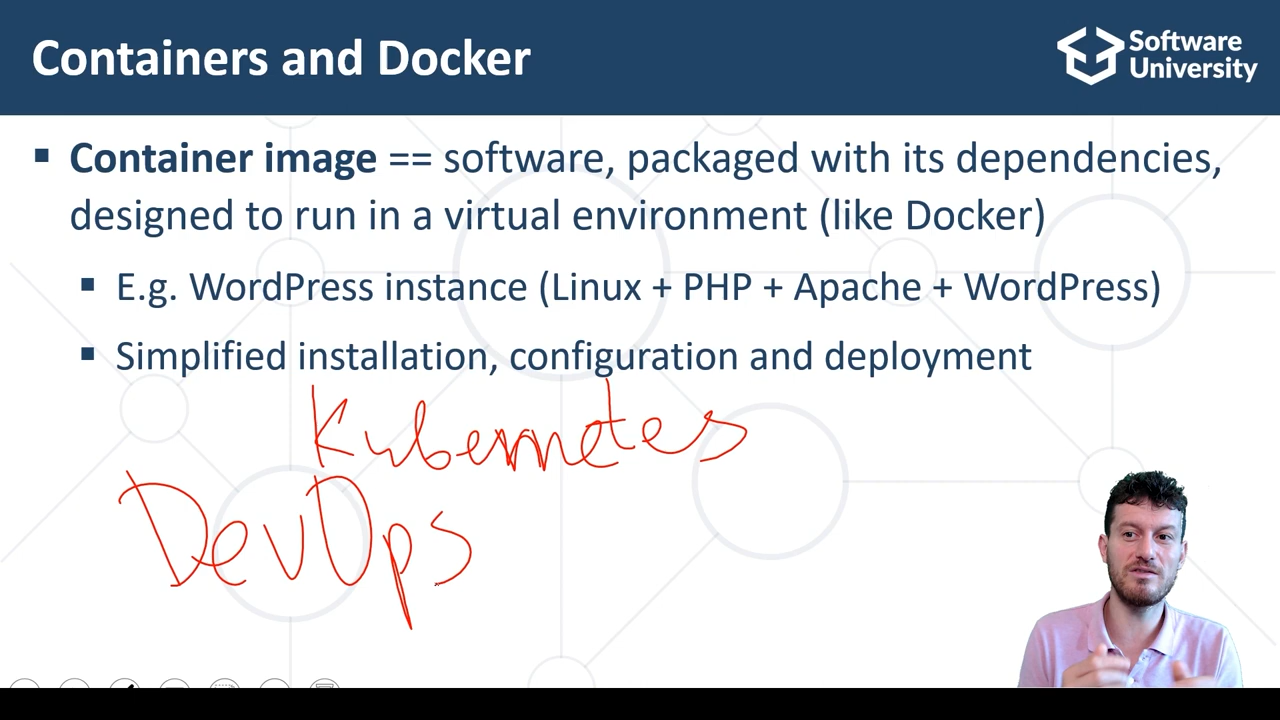 Containers and Docker
Software
University
▪ Container image == software, packaged with its dependencies,
designed to run in a virtual environment (like Docker)
▪ E.g. WordPress instance (Linux + PHP + Apache + WordPress)
▪ Simplified installation, configuration and deployment
Kubernetes
DevOps